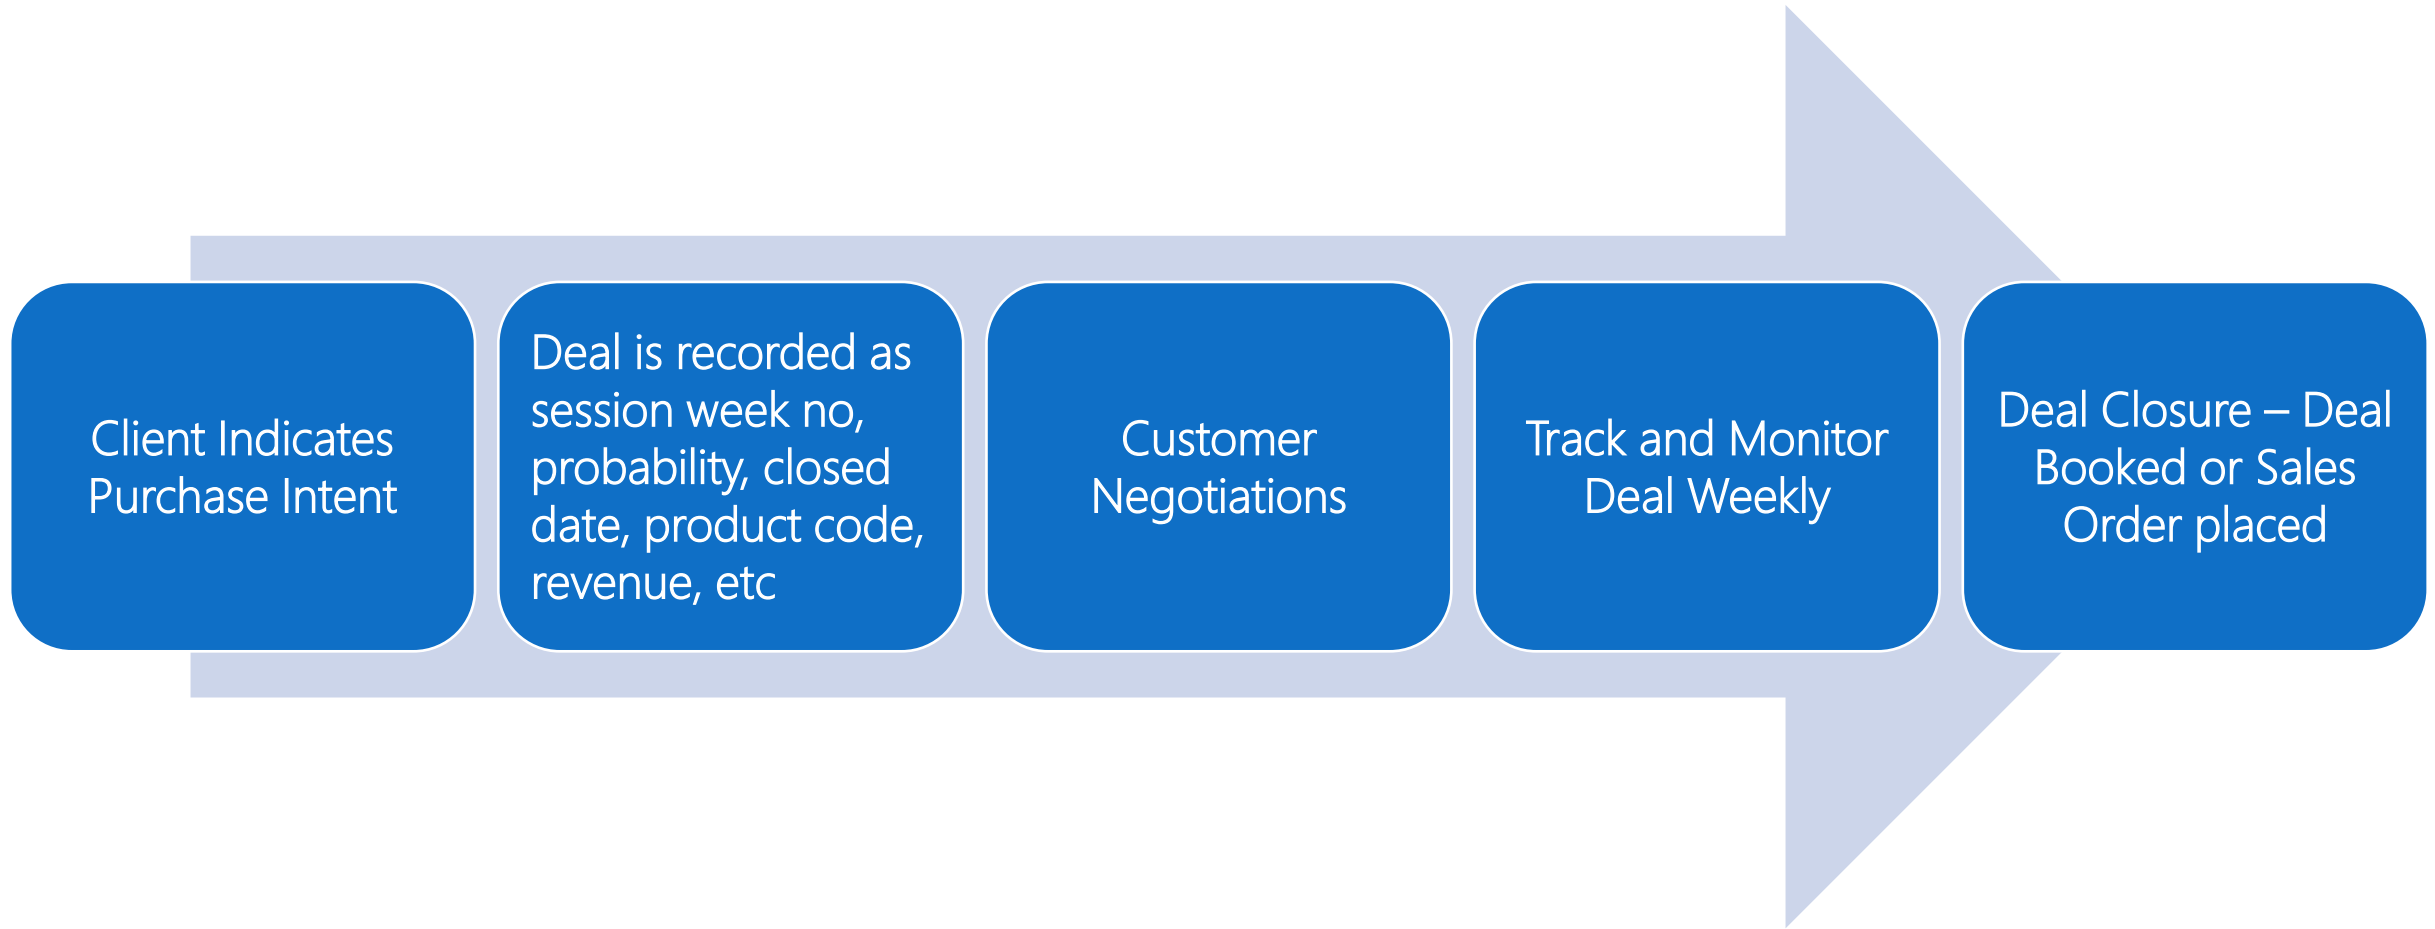 Client Indicates
Purchase Intent
Deal is recorded as
session week no,
probability, closed
date, product code,
revenue, etc
Customer
Negotiations
Track and Monitor
Deal Weekly
Deal Closure – Deal
Booked or Sales
Order placed